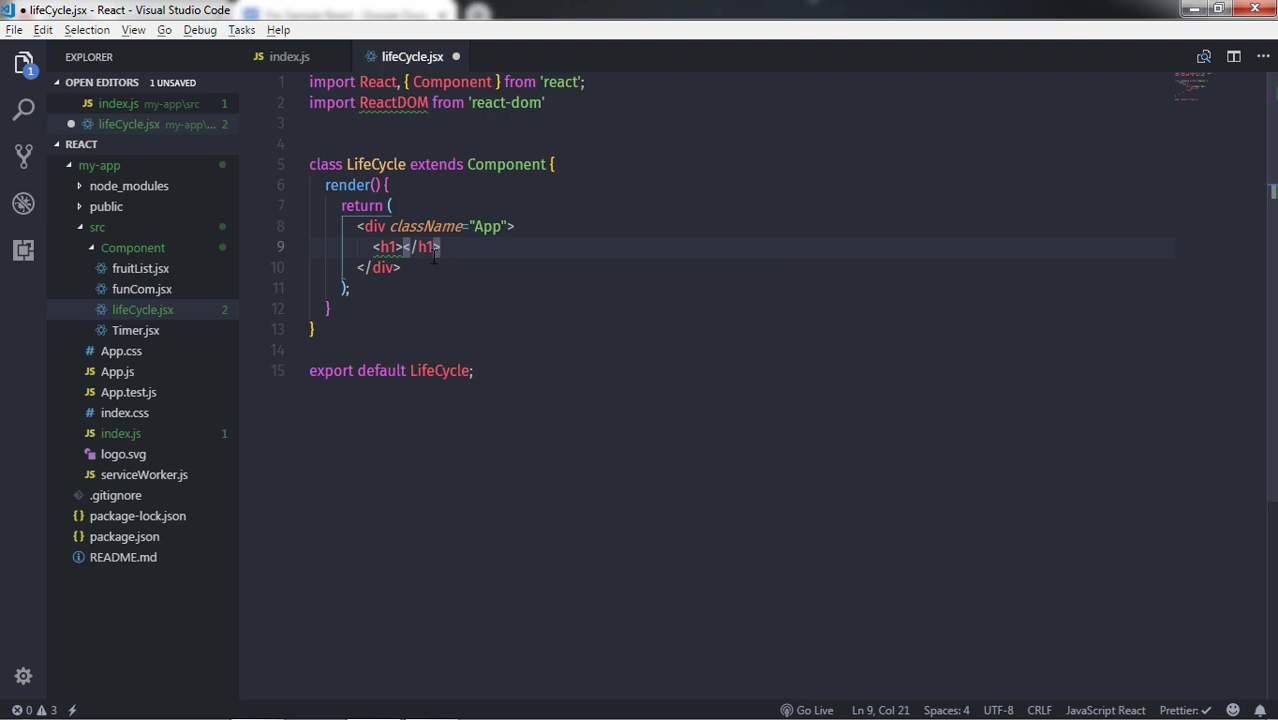 ● lifeCycle.jsx - React - Visual Studio Code
File Edit Selection View Go Debug Tasks Help
EXPLORER
index.js
lifeCycle.jsx
OPEN EDITORS 1 UNSAVED
index.js my-app\src 1
lifeCycle.jsx my-app\... 2
REACT
my-app
node_modules
public
src
Component
fruitList.jsx
funCom.jsx
lifeCycle.jsx 2
Timer.jsx
App.css
App.js
App.test.js
index.css
index.js 1
logo.svg
serviceWorker.js
.gitignore
package-lock.json
package.json
README.md
1 import React, { Component } from 'react';
2 import ReactDOM from 'react-dom'
3
4
5 class LifeCycle extends Component {
6 render() {
7 return (
8 <div className="App">
9 <h1></h1>
10 </div>
11 );
12 }
13 }
14
15 export default LifeCycle;
0 3
Go Live Ln 9, Col 21 Spaces: 4 UTF-8 CRLF JavaScript React Prettier: ✓